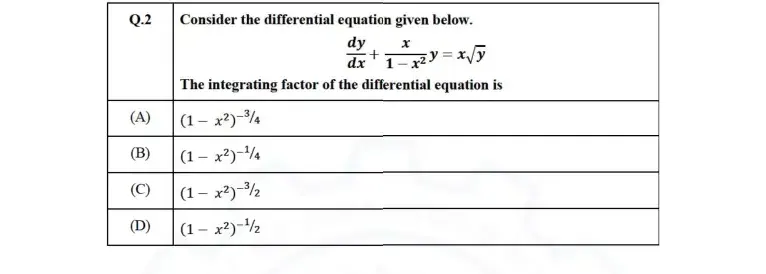 Q.2 Consider the differential equation given below.
dy/dx + x/(1 − x²) y = x√y
The integrating factor of the differential equation is
(A) (1 − x²)^−3/4
(B) (1 − x²)^−1/4
(C) (1 − x²)^−3/2
(D) (1 − x²)^−1/2